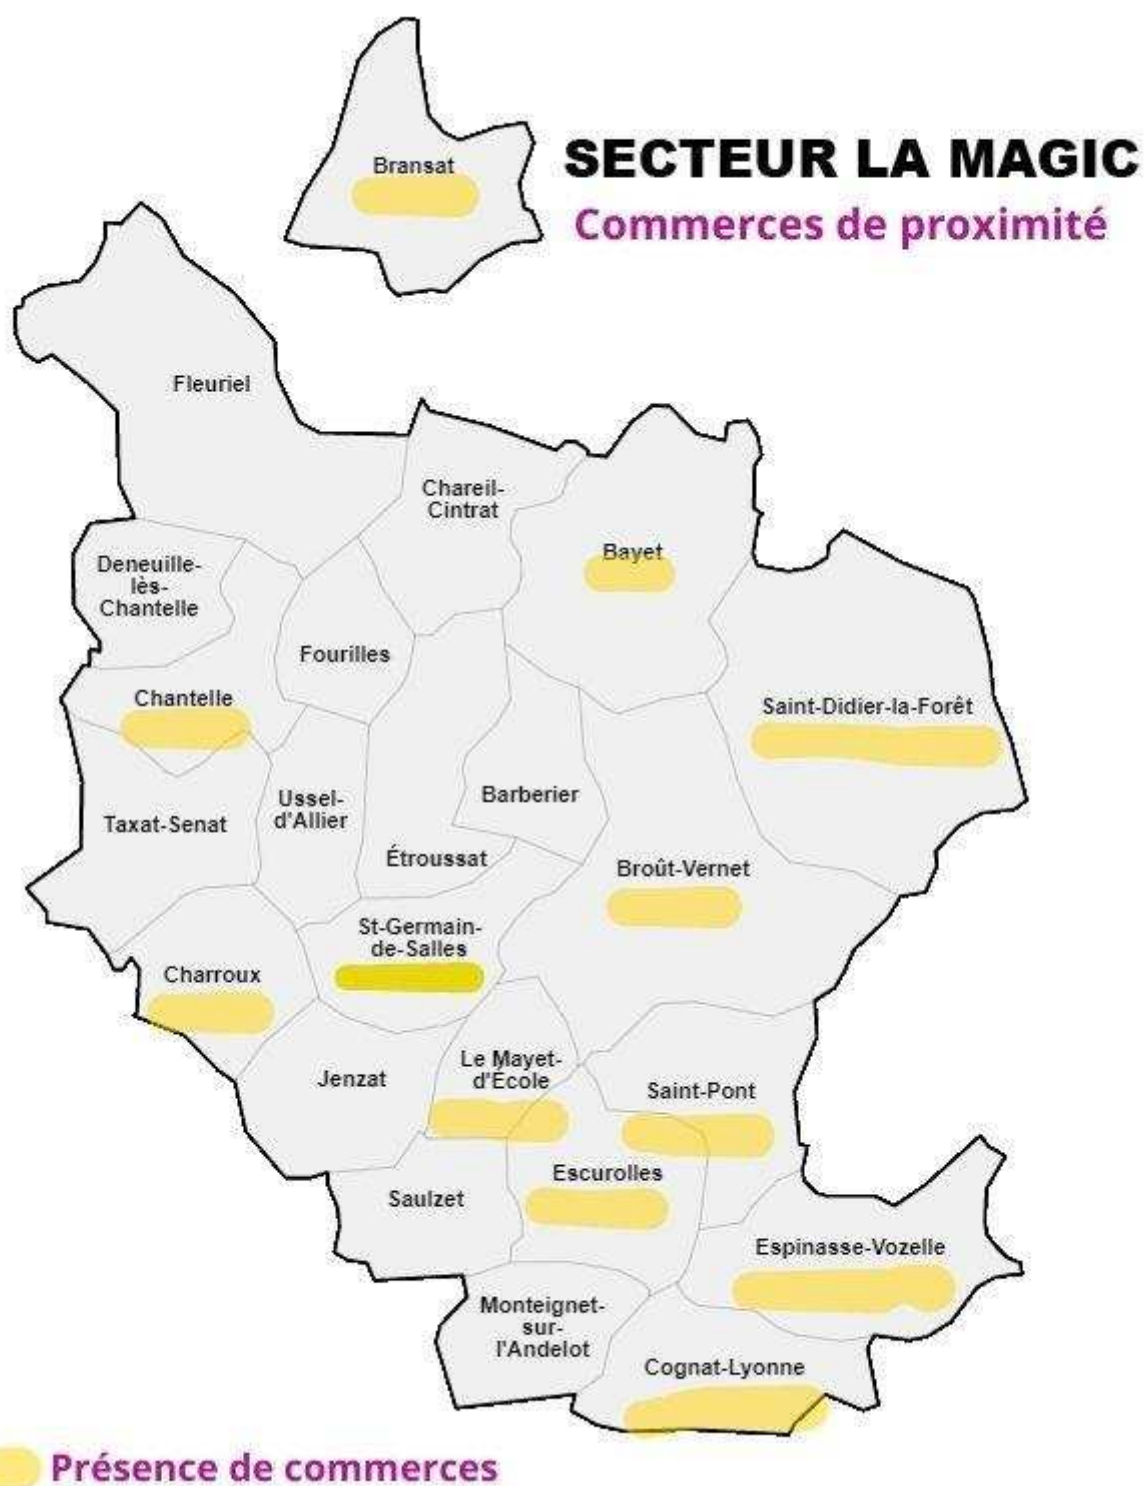 Bransat
SECTEUR LA MAGIC
Commerces de proximité
Fleuriel
Chareil-
Cintrat
Bayet
Deneuille-
lès-
Chantelle
Fourilles
Chantelle
Saint-Didier-la-Forêt
Ussel-
d'Allier
Barberier
Taxat-Senat
Étroussat
Broût-Vernet
St-Germain-
de-Salles
Charroux
Jenzat
Le Mayet-
d'École
Saint-Pont
Escurolles
Saulzet
Espinasse-Vozelle
Monteignet-
sur-
l'Andelot
Cognat-Lyonne
Présence de commerces